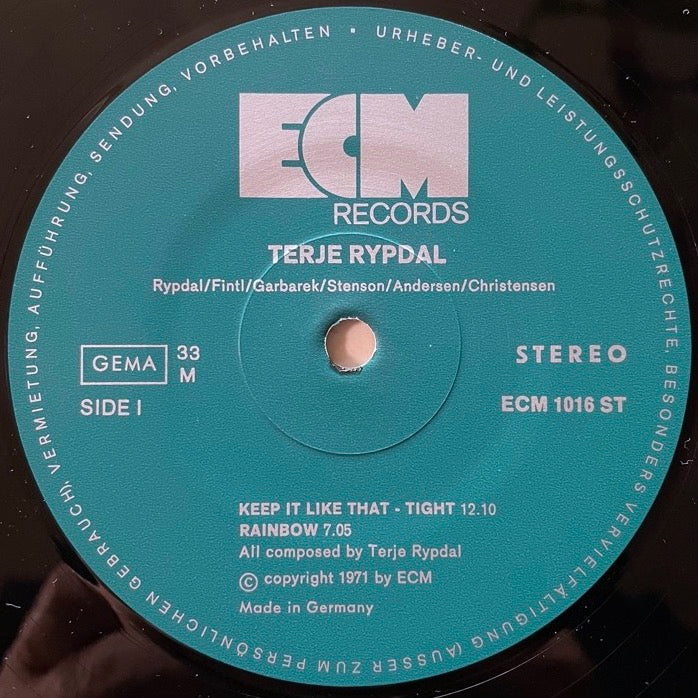 URHEBER- UND LEISTUNGSSCHUTZRECHTE, BESONDERS VERVIELFÄLTIGUNG (AUSSER ZUM PERSÖNLICHEN GEBRAUCH), VERMIETUNG, AUFFÜHRUNG, SENDUNG, VORBEHALTEN •
ECM
RECORDS
TERJE RYPDAL
Rypdal/Fintl/Garbarek/Stenson/Andersen/Christensen
GEMA 33 STEREO
M
SIDE I ECM 1016 ST
KEEP IT LIKE THAT - TIGHT 12.10
RAINBOW 7.05
All composed by Terje Rypdal
© copyright 1971 by ECM
Made in Germany